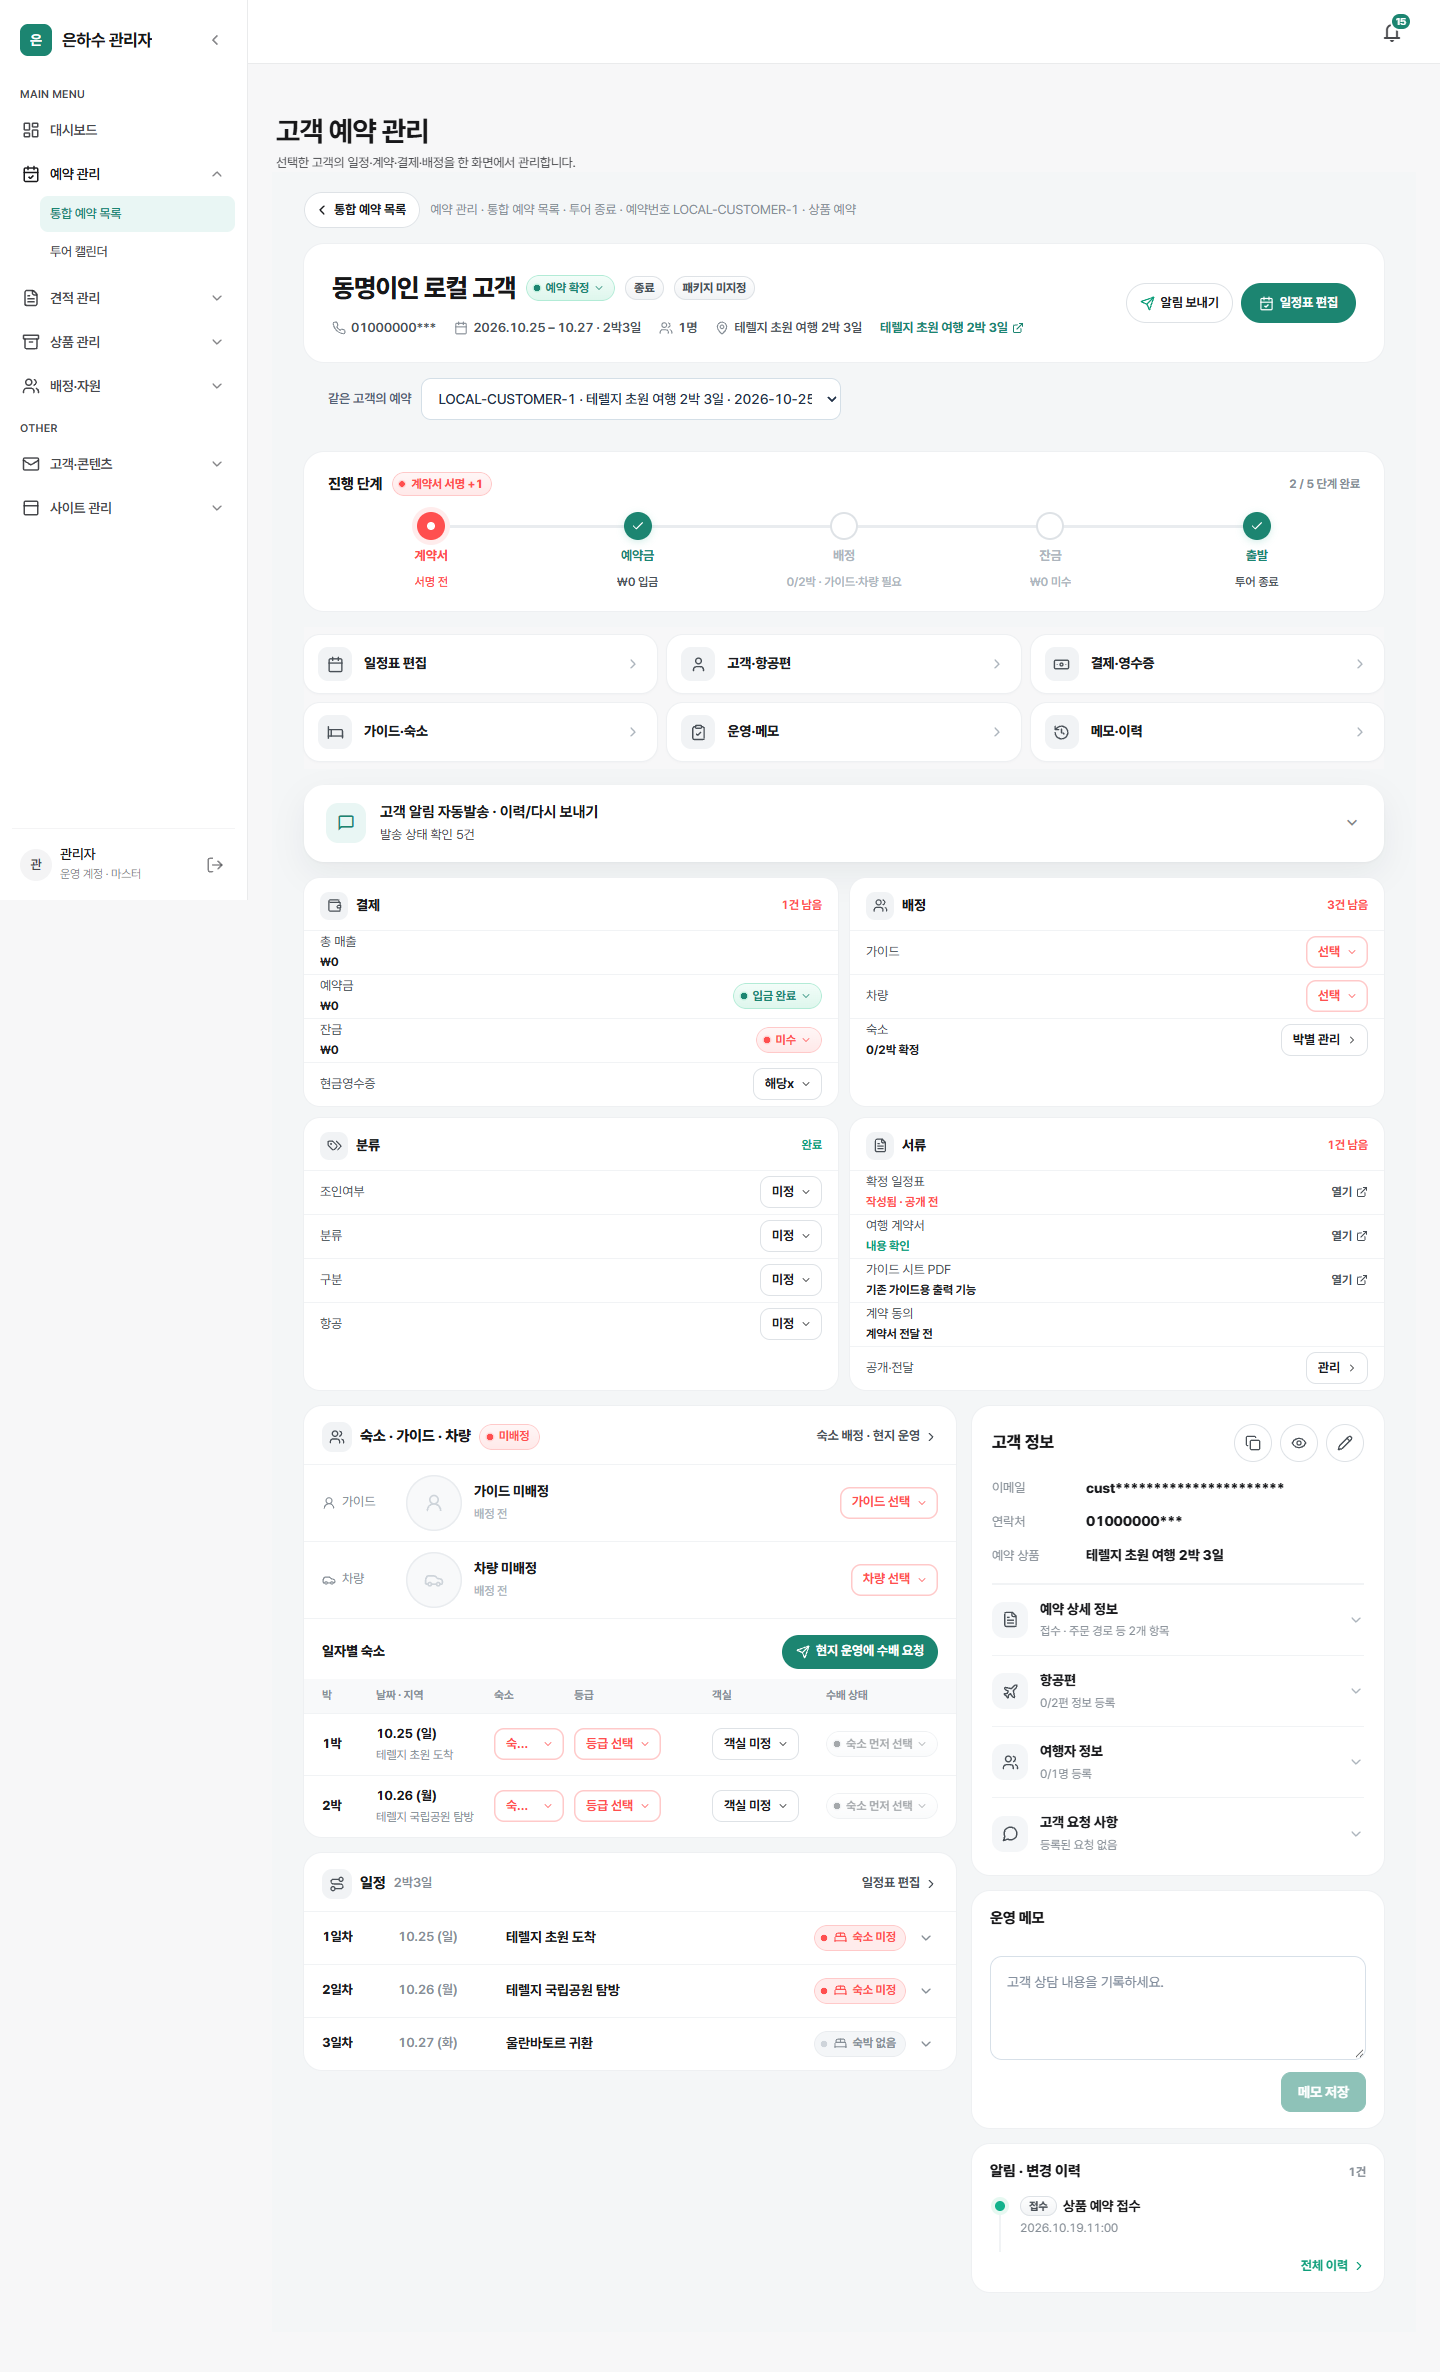 은 은하수 관리자
15
MAIN MENU
대시보드
예약 관리
통합 예약 목록
투어 캘린더
견적 관리
상품 관리
배정·자원
OTHER
고객·콘텐츠
사이트 관리
관 관리자
운영 계정 · 마스터
고객 예약 관리
선택한 고객의 일정·계약·결제·배정을 한 화면에서 관리합니다.
통합 예약 목록 예약 관리 · 통합 예약 목록 · 투어 종료 · 예약번호 LOCAL-CUSTOMER-1 · 상품 예약
동명이인 로컬 고객 예약 확정 종료 패키지 미지정
01000000*** 2026.10.25 – 10.27 · 2박3일 1명 테렐지 초원 여행 2박 3일 테렐지 초원 여행 2박 3일
알림 보내기 일정표 편집
같은 고객의 예약 LOCAL-CUSTOMER-1 · 테렐지 초원 여행 2박 3일 · 2026-10-25
진행 단계 계약서 서명 +1 2 / 5 단계 완료
계약서 예약금 배정 잔금 출발
서명 전 ₩0 입금 0/2박 · 가이드·차량 필요 ₩0 미수 투어 종료
일정표 편집 고객·항공편 결제·영수증
가이드·숙소 운영·메모 메모·이력
고객 알림 자동발송 · 이력/다시 보내기
발송 상태 확인 5건
결제 1건 남음
총 매출
₩0
예약금
₩0
입금 완료
잔금
₩0
미수
현금영수증 해당x
배정 3건 남음
가이드 선택
차량 선택
숙소
0/2박 확정
박별 관리
분류 완료
조인여부 미정
분류 미정
구분 미정
항공 미정
서류 1건 남음
확정 일정표
작성됨 · 공개 전
열기
여행 계약서
내용 확인
열기
가이드 시트 PDF
기존 가이드용 출력 기능
열기
계약 동의
계약서 전달 전
공개·전달 관리
숙소 · 가이드 · 차량 미배정 숙소 배정 · 현지 운영
가이드 가이드 미배정
배정 전
가이드 선택
차량 차량 미배정
배정 전
차량 선택
일자별 숙소 현지 운영에 수배 요청
박 날짜 · 지역 숙소 등급 객실 수배 상태
1박 10.25 (일)
테렐지 초원 도착
숙... 등급 선택 객실 미정 숙소 먼저 선택
2박 10.26 (월)
테렐지 국립공원 탐방
숙... 등급 선택 객실 미정 숙소 먼저 선택
일정 2박3일 일정표 편집
1일차 10.25 (일) 테렐지 초원 도착 숙소 미정
2일차 10.26 (월) 테렐지 국립공원 탐방 숙소 미정
3일차 10.27 (화) 울란바토르 귀환 숙박 없음
고객 정보
이메일 cust**********************
연락처 01000000***
예약 상품 테렐지 초원 여행 2박 3일
예약 상세 정보
접수 · 주문 경로 등 2개 항목
항공편
0/2편 정보 등록
여행자 정보
0/1명 등록
고객 요청 사항
등록된 요청 없음
운영 메모
고객 상담 내용을 기록하세요.
메모 저장
알림 · 변경 이력 1건
접수 상품 예약 접수
2026.10.19.11:00
전체 이력